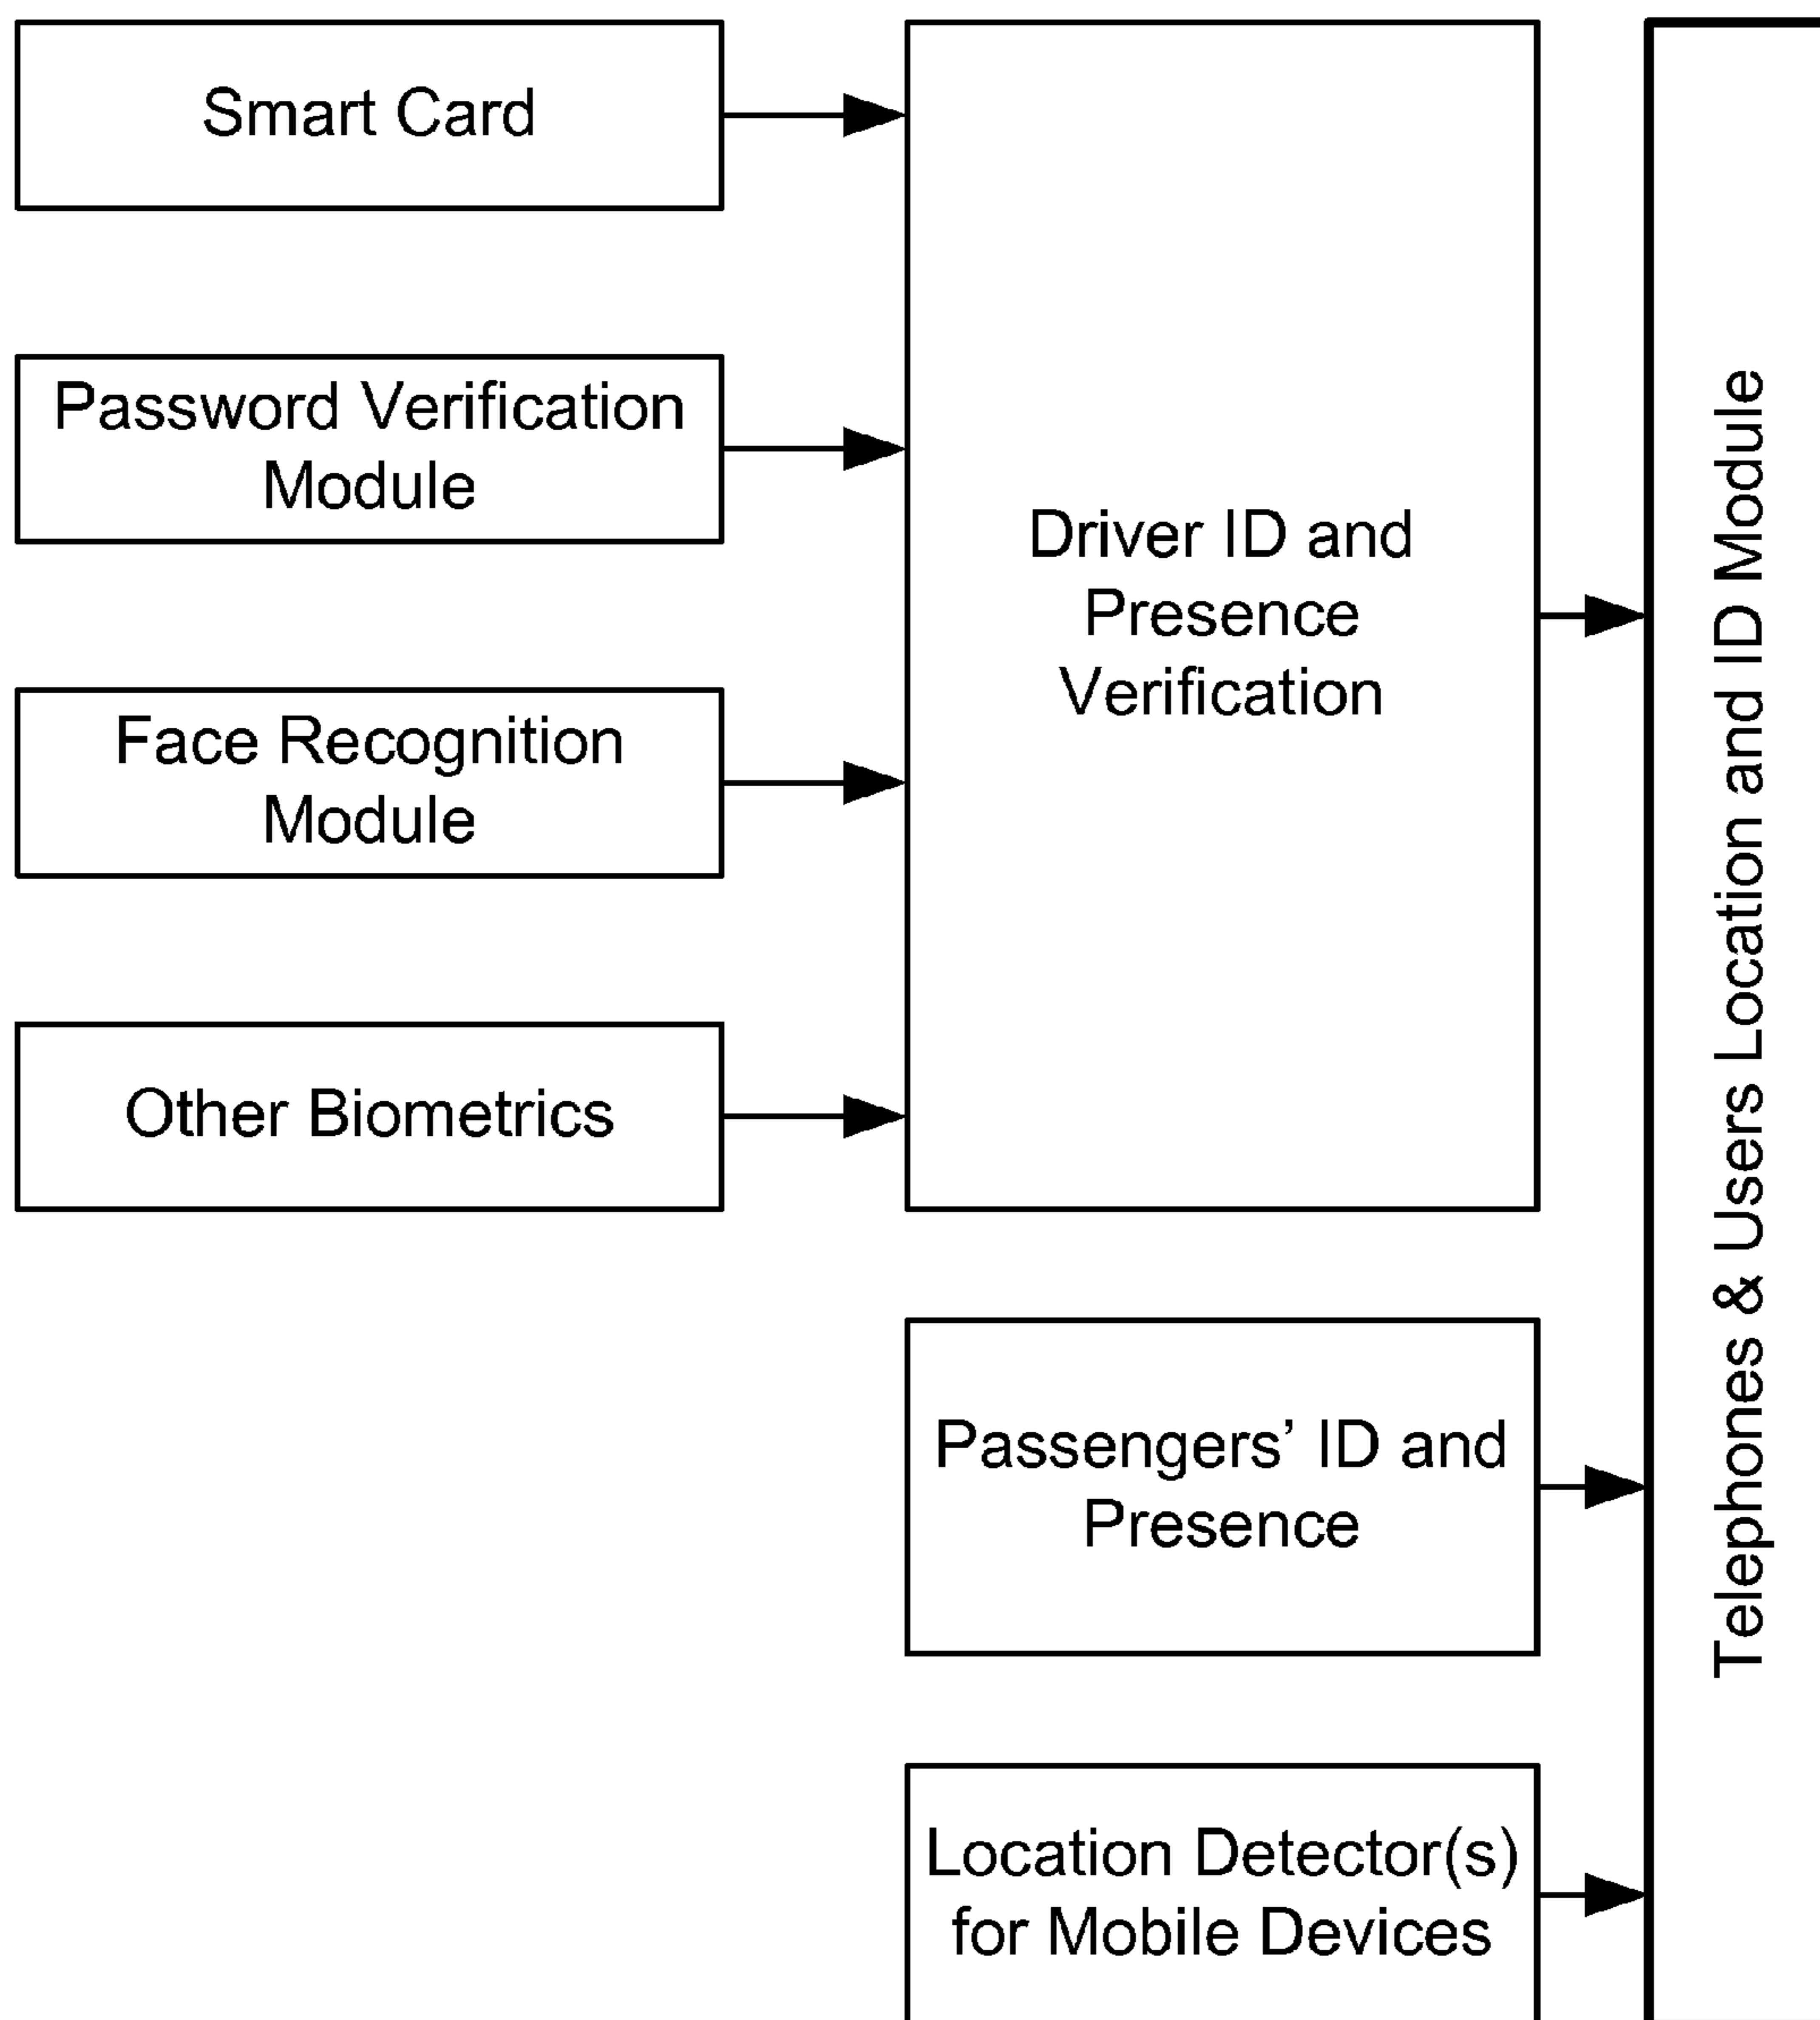 Smart Card
Password Verification
Module
Face Recognition
Module
Other Biometrics
Driver ID and
Presence
Verification
Passengers’ ID and
Presence
Location Detector(s)
for Mobile Devices
Telephones & Users Location and ID Module